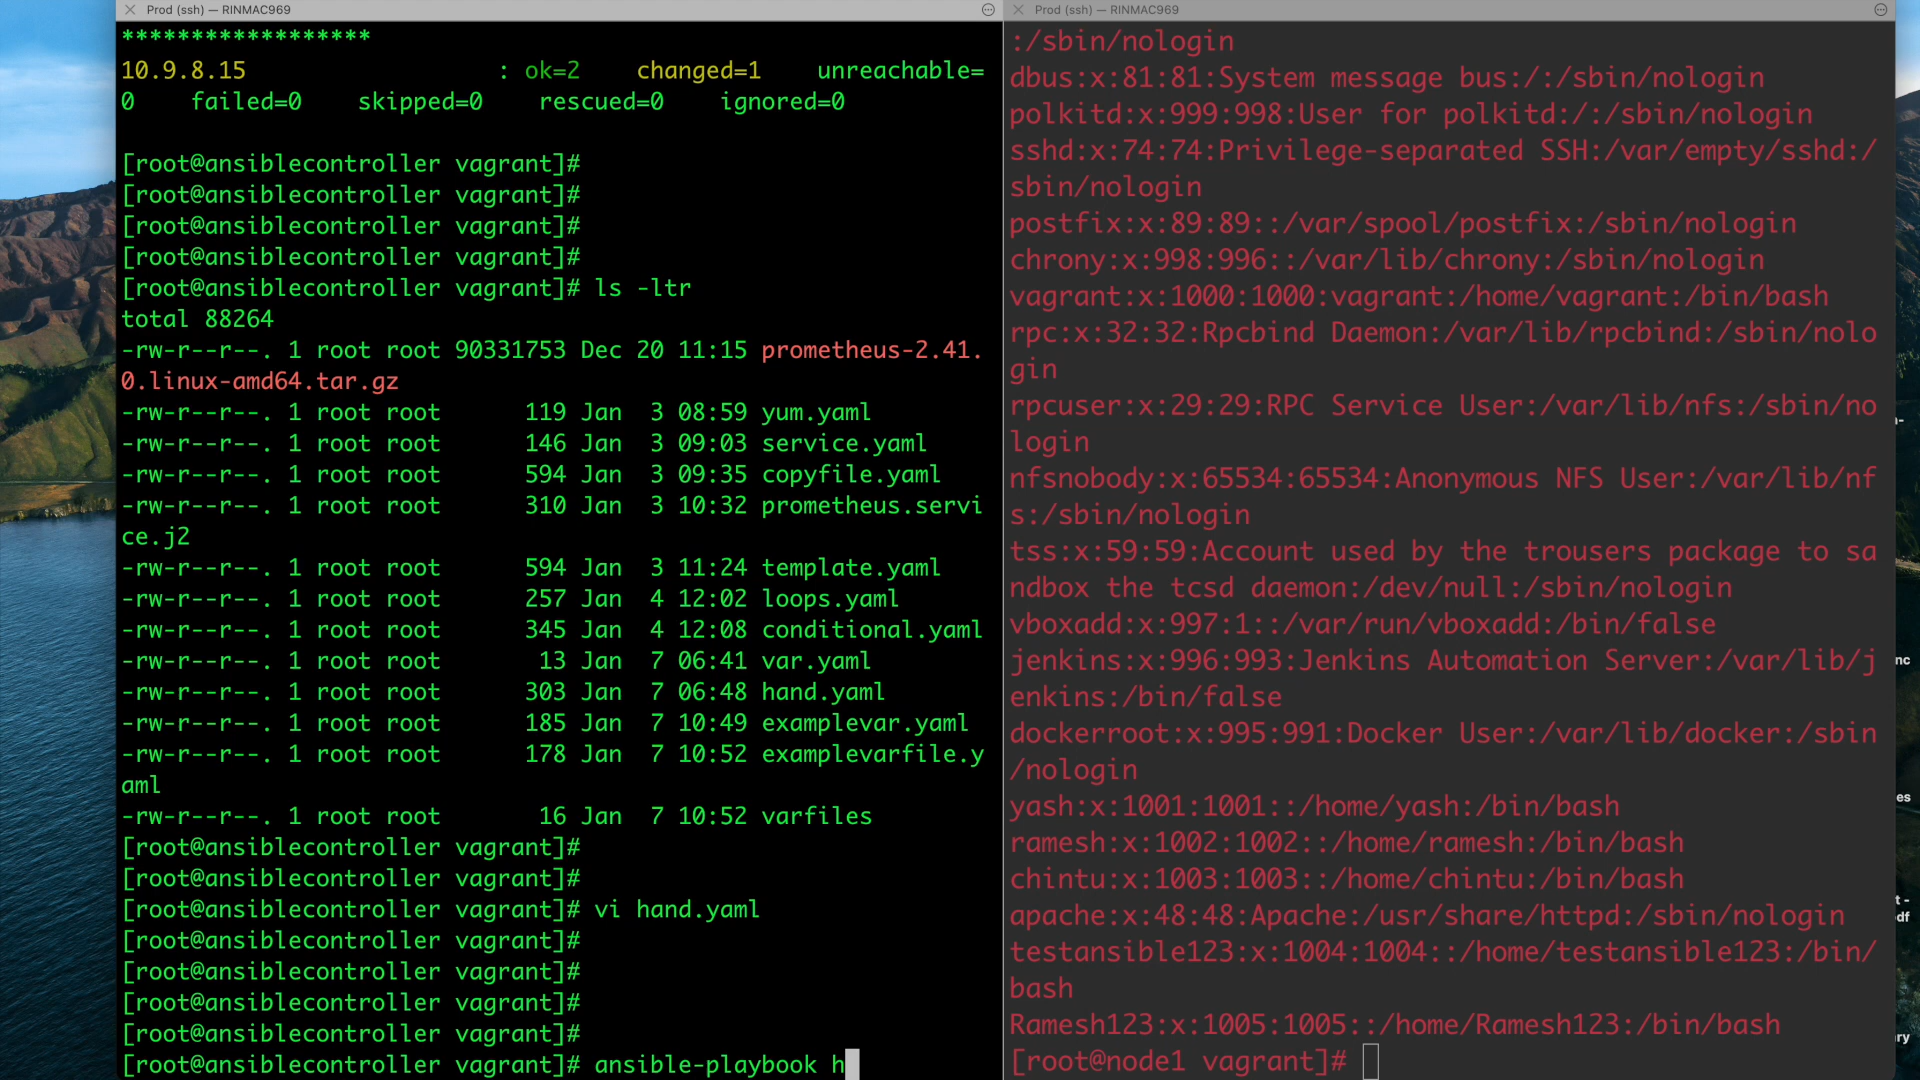 Prod (ssh) — RINMAC969
******************
10.9.8.15 : ok=2 changed=1 unreachable=
0 failed=0 skipped=0 rescued=0 ignored=0
[root@ansiblecontroller vagrant]#
[root@ansiblecontroller vagrant]#
[root@ansiblecontroller vagrant]#
[root@ansiblecontroller vagrant]#
[root@ansiblecontroller vagrant]# ls -ltr
total 88264
-rw-r--r--. 1 root root 90331753 Dec 20 11:15 prometheus-2.41.
0.linux-amd64.tar.gz
-rw-r--r--. 1 root root 119 Jan 3 08:59 yum.yaml
-rw-r--r--. 1 root root 146 Jan 3 09:03 service.yaml
-rw-r--r--. 1 root root 594 Jan 3 09:35 copyfile.yaml
-rw-r--r--. 1 root root 310 Jan 3 10:32 prometheus.servi
ce.j2
-rw-r--r--. 1 root root 594 Jan 3 11:24 template.yaml
-rw-r--r--. 1 root root 257 Jan 4 12:02 loops.yaml
-rw-r--r--. 1 root root 345 Jan 4 12:08 conditional.yaml
-rw-r--r--. 1 root root 13 Jan 7 06:41 var.yaml
-rw-r--r--. 1 root root 303 Jan 7 06:48 hand.yaml
-rw-r--r--. 1 root root 185 Jan 7 10:49 examplevar.yaml
-rw-r--r--. 1 root root 178 Jan 7 10:52 examplevarfile.y
aml
-rw-r--r--. 1 root root 16 Jan 7 10:52 varfiles
[root@ansiblecontroller vagrant]#
[root@ansiblecontroller vagrant]#
[root@ansiblecontroller vagrant]# vi hand.yaml
[root@ansiblecontroller vagrant]#
[root@ansiblecontroller vagrant]#
[root@ansiblecontroller vagrant]#
[root@ansiblecontroller vagrant]#
[root@ansiblecontroller vagrant]# ansible-playbook h
Prod (ssh) — RINMAC969
:/sbin/nologin
dbus:x:81:81:System message bus:/:/sbin/nologin
polkitd:x:999:998:User for polkitd:/:/sbin/nologin
sshd:x:74:74:Privilege-separated SSH:/var/empty/sshd:/
sbin/nologin
postfix:x:89:89::/var/spool/postfix:/sbin/nologin
chrony:x:998:996::/var/lib/chrony:/sbin/nologin
vagrant:x:1000:1000:vagrant:/home/vagrant:/bin/bash
rpc:x:32:32:Rpcbind Daemon:/var/lib/rpcbind:/sbin/nolo
gin
rpcuser:x:29:29:RPC Service User:/var/lib/nfs:/sbin/no
login
nfsnobody:x:65534:65534:Anonymous NFS User:/var/lib/nf
s:/sbin/nologin
tss:x:59:59:Account used by the trousers package to sa
ndbox the tcsd daemon:/dev/null:/sbin/nologin
vboxadd:x:997:1::/var/run/vboxadd:/bin/false
jenkins:x:996:993:Jenkins Automation Server:/var/lib/j
enkins:/bin/false
dockerroot:x:995:991:Docker User:/var/lib/docker:/sbin
/nologin
yash:x:1001:1001::/home/yash:/bin/bash
ramesh:x:1002:1002::/home/ramesh:/bin/bash
chintu:x:1003:1003::/home/chintu:/bin/bash
apache:x:48:48:Apache:/usr/share/httpd:/sbin/nologin
testansible123:x:1004:1004::/home/testansible123:/bin/
bash
Ramesh123:x:1005:1005::/home/Ramesh123:/bin/bash
[root@node1 vagrant]#